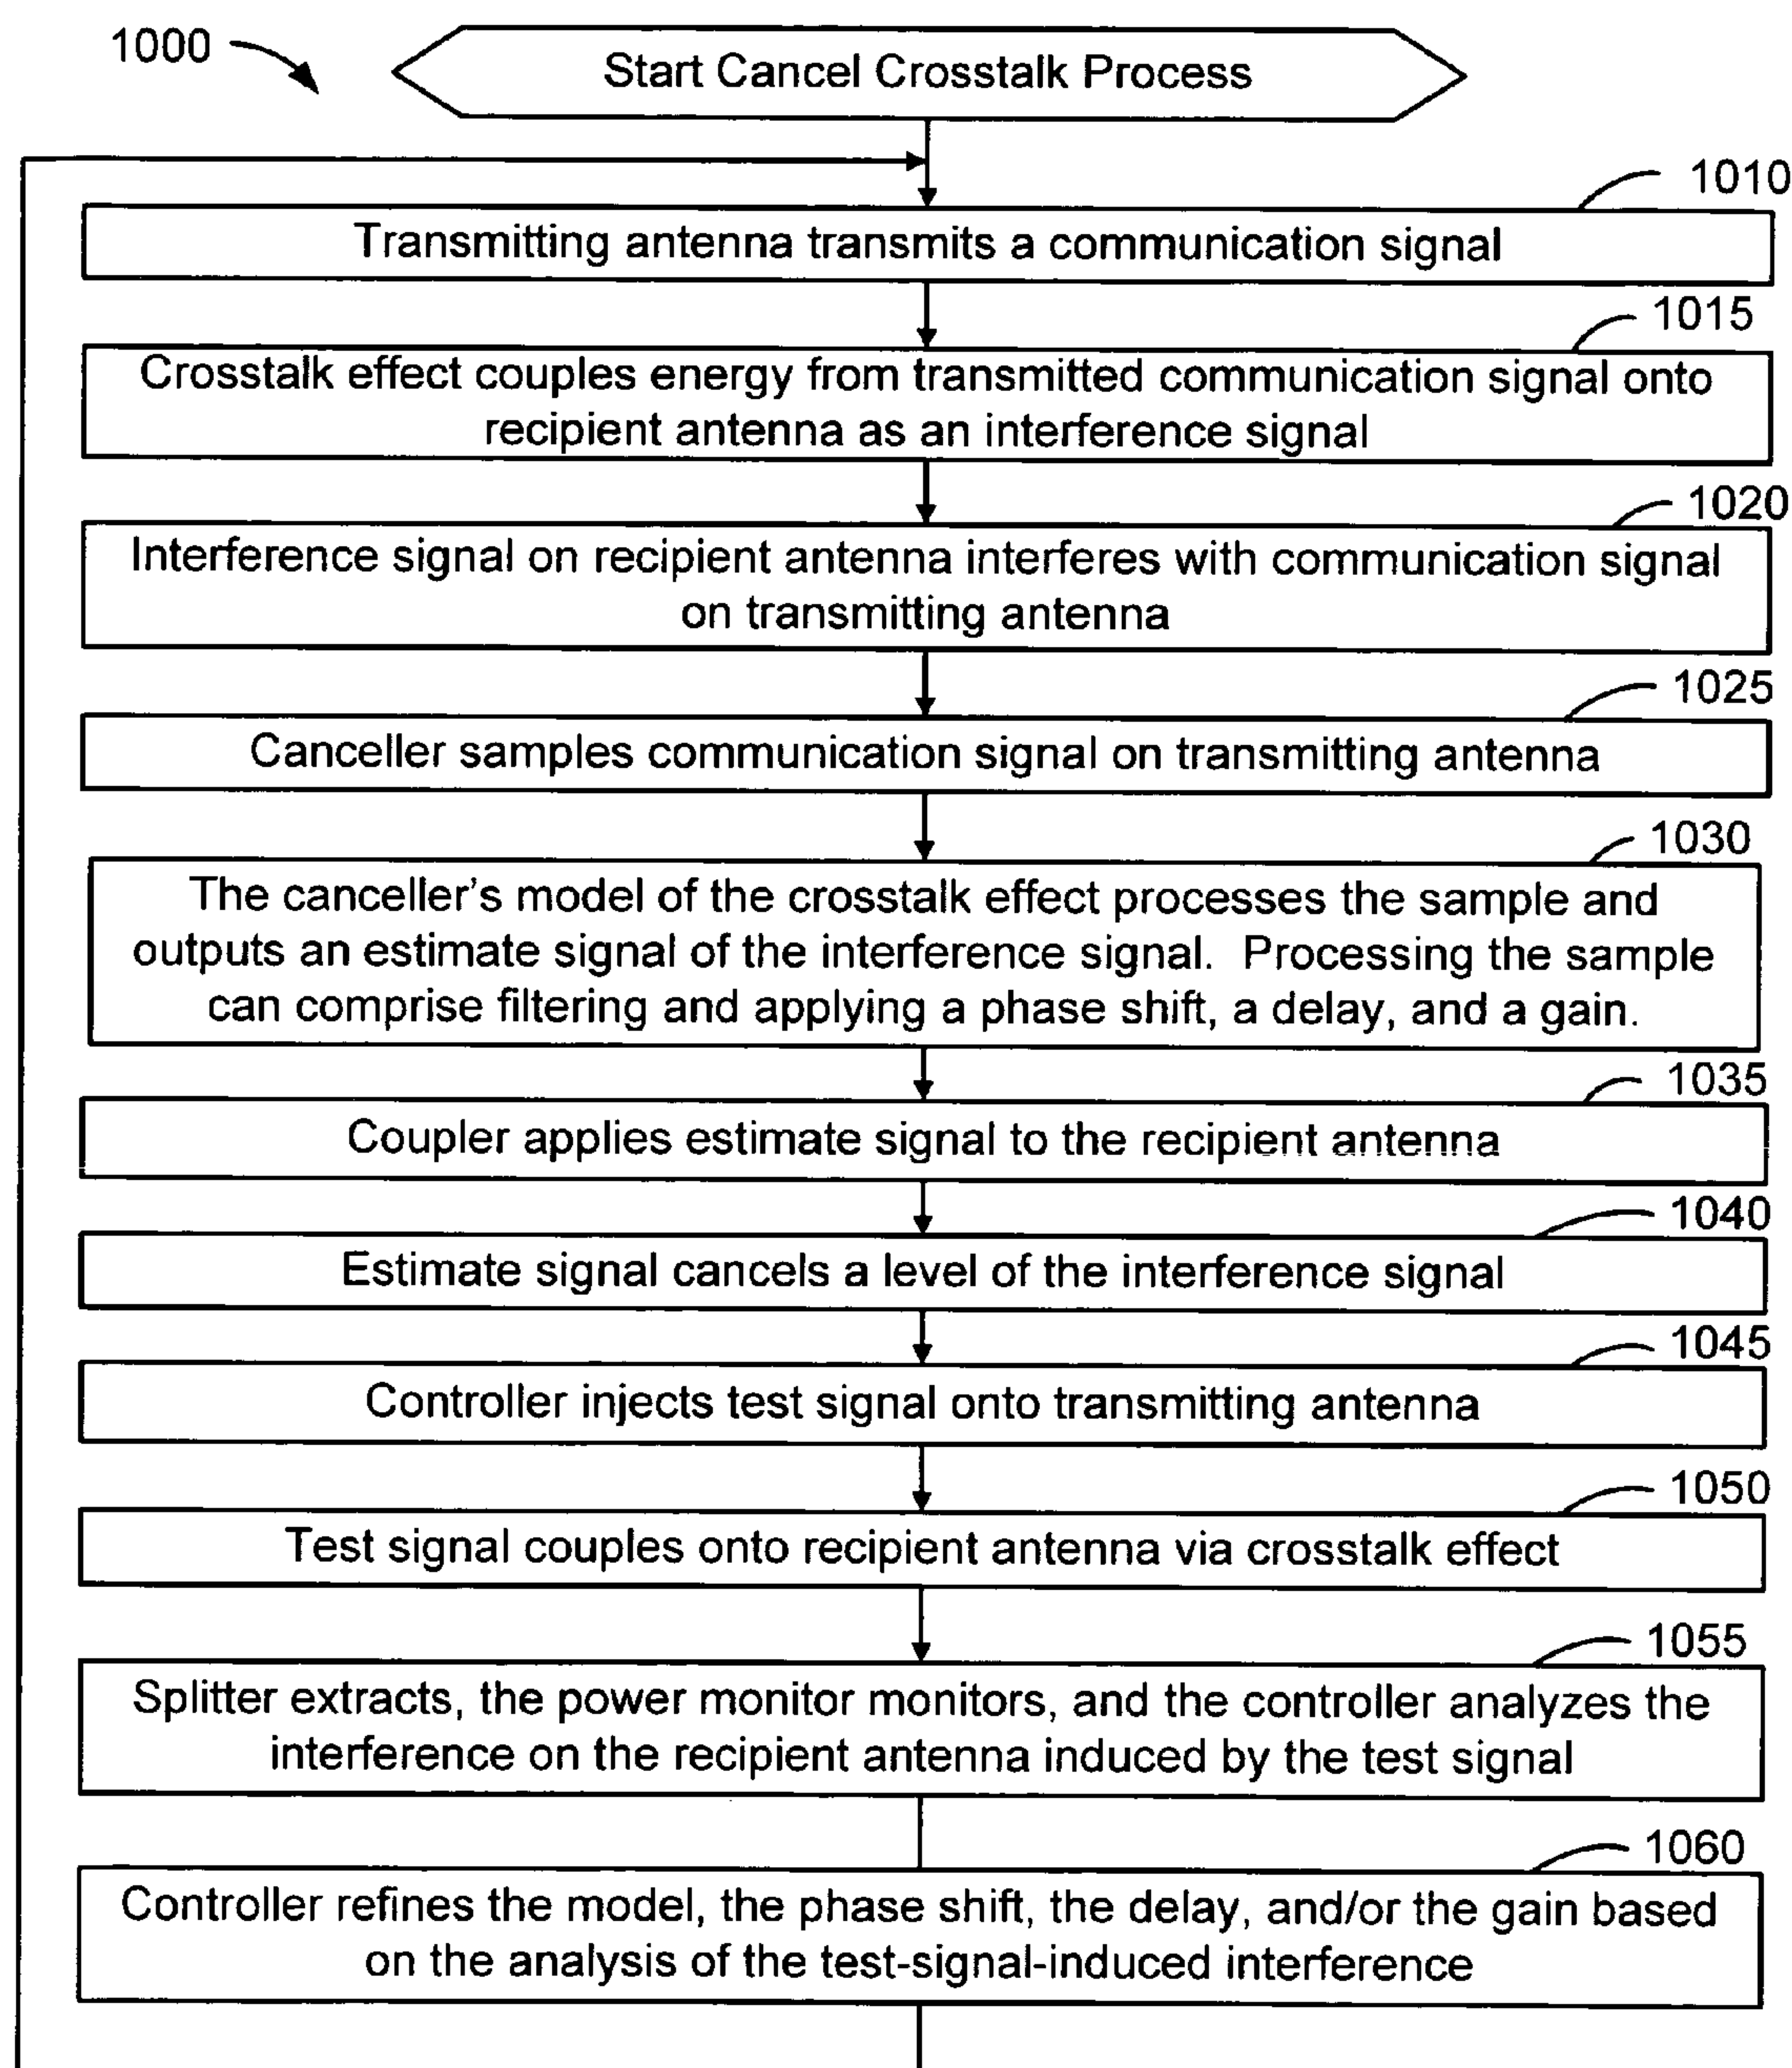 1000
Start Cancel Crosstalk Process
1010
Transmitting antenna transmits a communication signal
1015
Crosstalk effect couples energy from transmitted communication signal onto
recipient antenna as an interference signal
1020
Interference signal on recipient antenna interferes with communication signal
on transmitting antenna
1025
Canceller samples communication signal on transmitting antenna
1030
The canceller's model of the crosstalk effect processes the sample and
outputs an estimate signal of the interference signal.  Processing the sample
can comprise filtering and applying a phase shift, a delay, and a gain.
1035
Coupler applies estimate signal to the recipient antenna
1040
Estimate signal cancels a level of the interference signal
1045
Controller injects test signal onto transmitting antenna
1050
Test signal couples onto recipient antenna via crosstalk effect
1055
Splitter extracts, the power monitor monitors, and the controller analyzes the
interference on the recipient antenna induced by the test signal
1060
Controller refines the model, the phase shift, the delay, and/or the gain based
on the analysis of the test-signal-induced interference